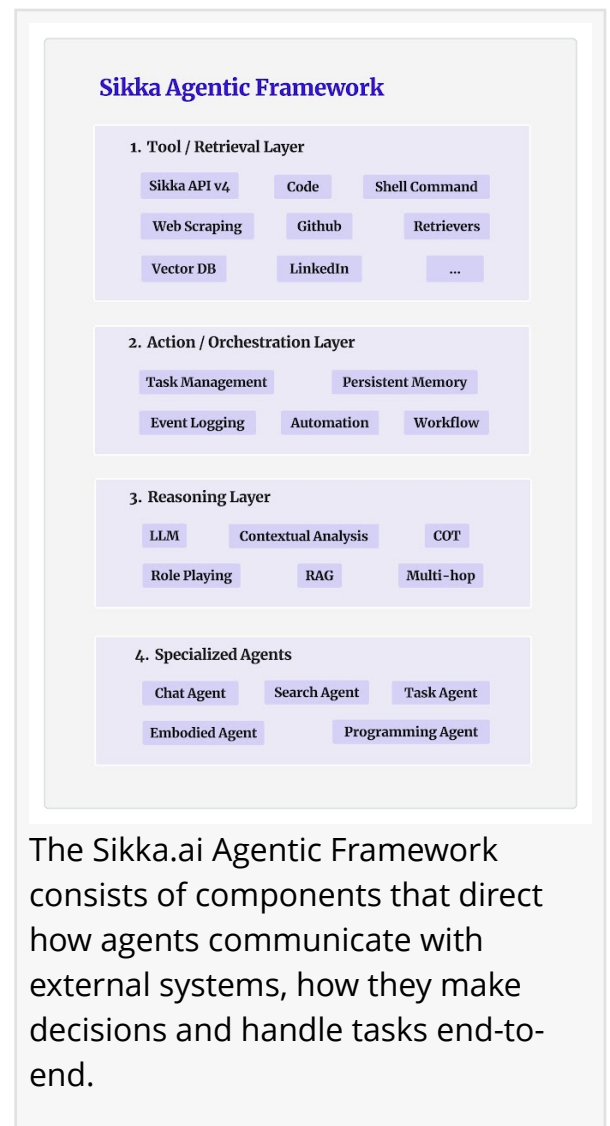 Sikka Agentic Framework
1. Tool / Retrieval Layer
Sikka API v4 Code Shell Command
Web Scraping Github Retrievers
Vector DB LinkedIn ...
2. Action / Orchestration Layer
Task Management Persistent Memory
Event Logging Automation Workflow
3. Reasoning Layer
LLM Contextual Analysis COT
Role Playing RAG Multi-hop
4. Specialized Agents
Chat Agent Search Agent Task Agent
Embodied Agent Programming Agent
The Sikka.ai Agentic Framework
consists of components that direct
how agents communicate with
external systems, how they make
decisions and handle tasks end-to-
end.